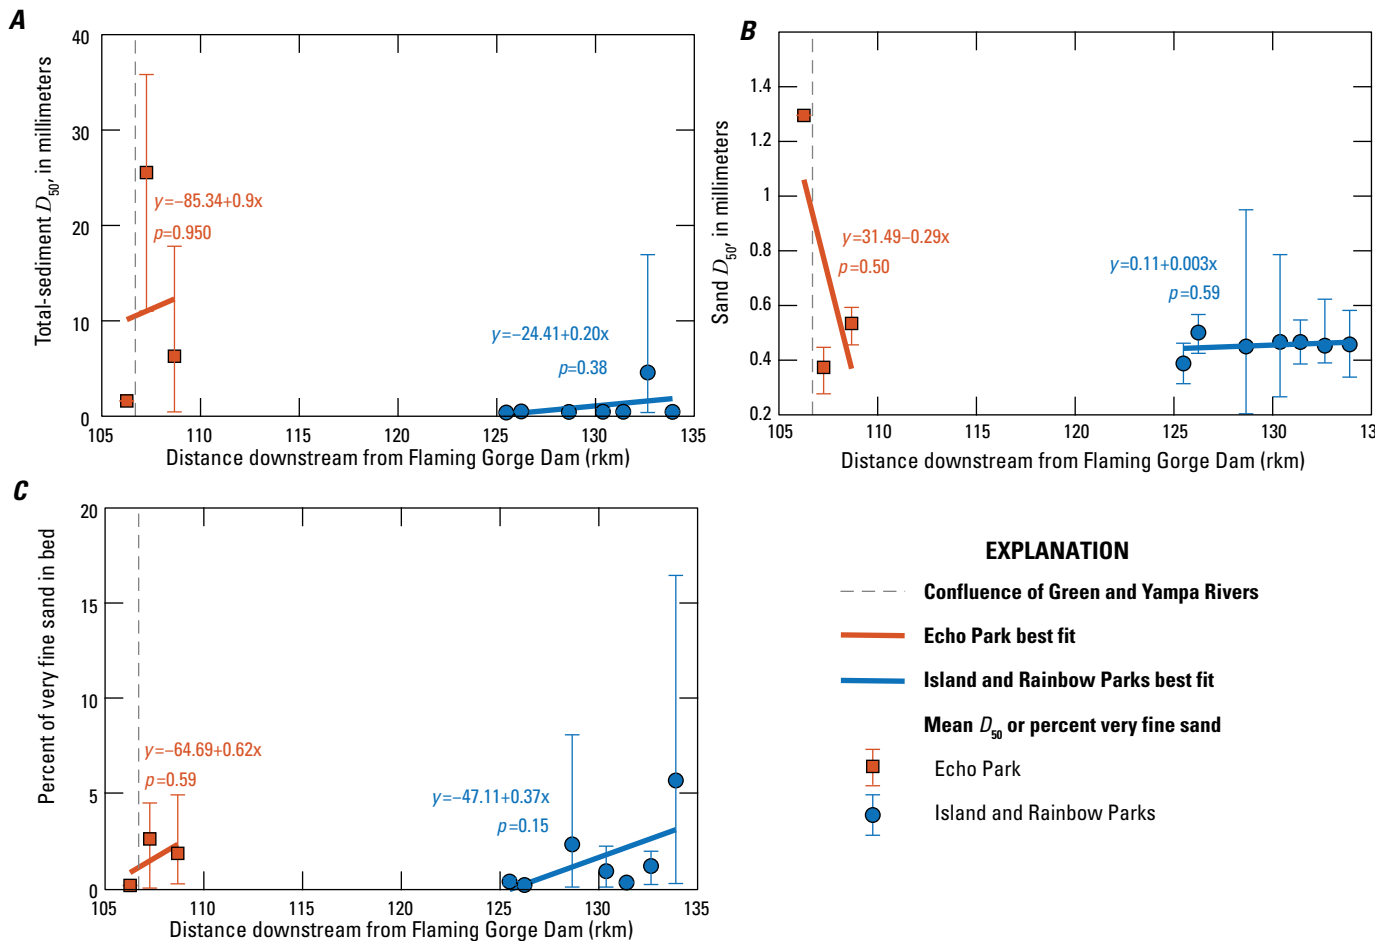 A
40
30
20
10
0
Total-sediment D50, in millimeters
y=−85.34+0.9x
p=0.950
y=−24.41+0.20x
p=0.38
105 110 115 120 125 130 135
Distance downstream from Flaming Gorge Dam (rkm)
B
1.4
1.2
1
0.8
0.6
0.4
0.2
Sand D50, in millimeters
y=31.49−0.29x
p=0.50
y=0.11+0.003x
p=0.59
105 110 115 120 125 130 13
Distance downstream from Flaming Gorge Dam (rkm)
C
20
15
10
5
0
Percent of very fine sand in bed
y=−64.69+0.62x
p=0.59
y=−47.11+0.37x
p=0.15
105 110 115 120 125 130 135
Distance downstream from Flaming Gorge Dam (rkm)
EXPLANATION
Confluence of Green and Yampa Rivers
Echo Park best fit
Island and Rainbow Parks best fit
Mean D50 or percent very fine sand
Echo Park
Island and Rainbow Parks